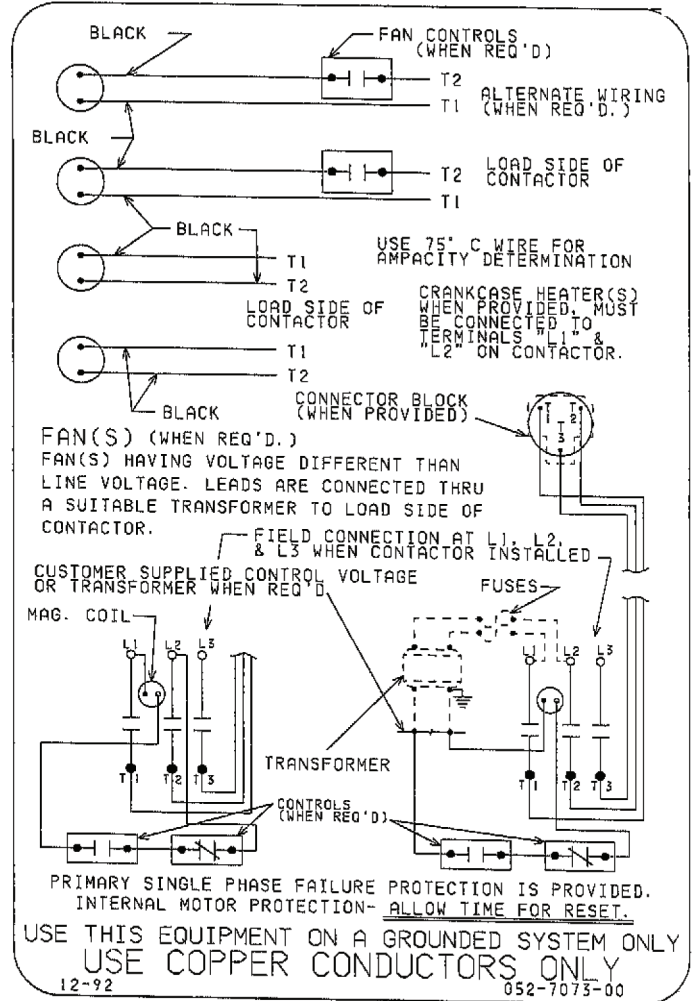 BLACK
FAN CONTROLS
(WHEN REQ'D)
T2
T1
ALTERNATE WIRING
(WHEN REQ'D.)
BLACK
T2
T1
LOAD SIDE OF
CONTACTOR
BLACK
T1
T2
USE 75° C WIRE FOR
AMPACITY DETERMINATION
LOAD SIDE OF
CONTACTOR
CRANKCASE HEATER(S)
WHEN PROVIDED, MUST
BE CONNECTED TO
TERMINALS "L1" &
"L2" ON CONTACTOR.
T1
T2
BLACK
CONNECTOR BLOCK
(WHEN PROVIDED)
T1
T2
T3
FAN(S) (WHEN REQ'D.)
FAN(S) HAVING VOLTAGE DIFFERENT THAN
LINE VOLTAGE. LEADS ARE CONNECTED THRU
A SUITABLE TRANSFORMER TO LOAD SIDE OF
CONTACTOR.
FIELD CONNECTION AT L1, L2,
& L3 WHEN CONTACTOR INSTALLED
CUSTOMER SUPPLIED CONTROL VOLTAGE
OR TRANSFORMER WHEN REQ'D
FUSES
MAG. COIL
L1 L2 L3
L1 L2 L3
TRANSFORMER
T1 T2 T3
T1 T2 T3
CONTROLS
(WHEN REQ'D)
PRIMARY SINGLE PHASE FAILURE PROTECTION IS PROVIDED.
INTERNAL MOTOR PROTECTION- ALLOW TIME FOR RESET.
USE THIS EQUIPMENT ON A GROUNDED SYSTEM ONLY
USE COPPER CONDUCTORS ONLY
12-92
052-7073-00